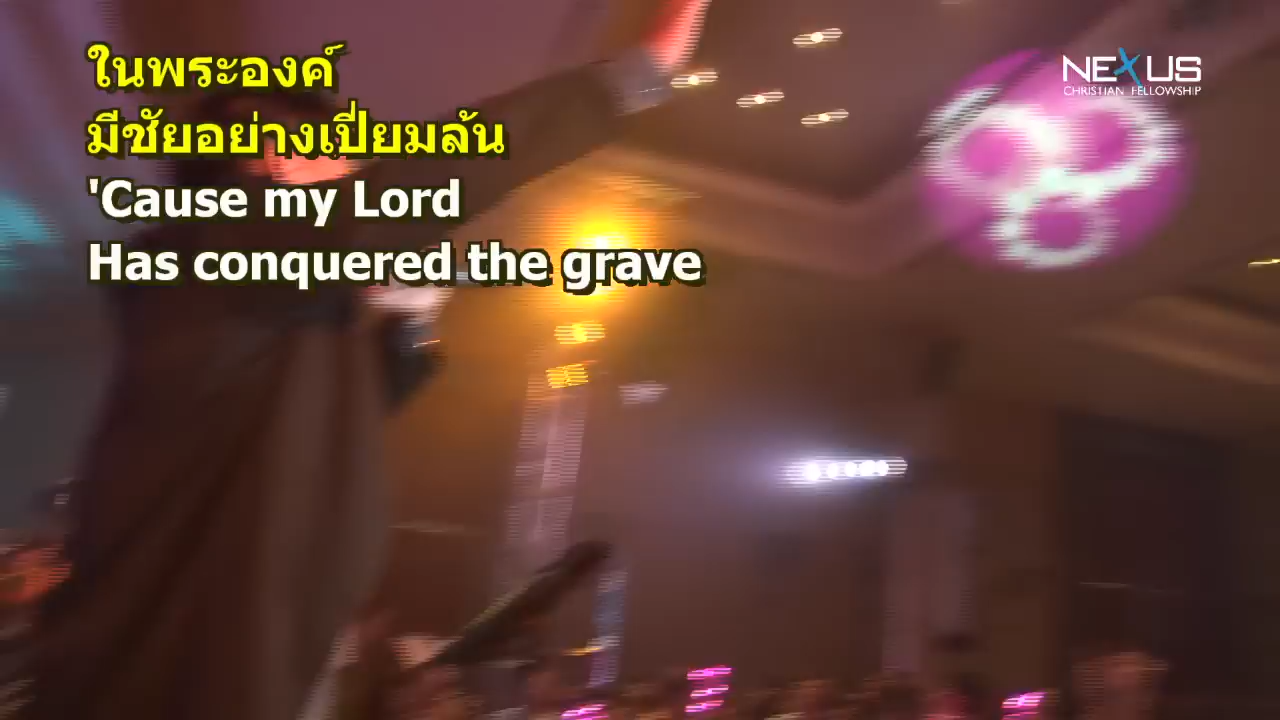 ในพระองค์
มีชัยอย่างเปี่ยมล้น
'Cause my Lord
Has conquered the grave
NEXUS
CHRISTIAN FELLOWSHIP